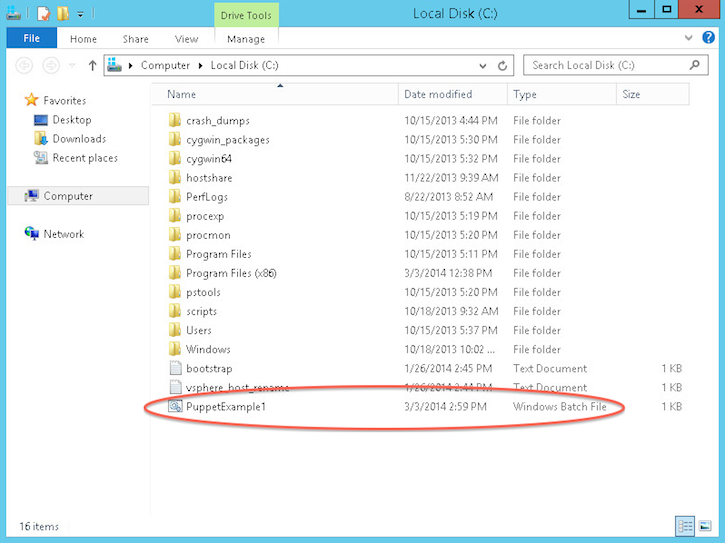 Drive Tools
Local Disk (C:)
File Home Share View Manage
Computer Local Disk (C:) Search Local Disk (C:)
Favorites
Desktop
Downloads
Recent places
Computer
Network
Name Date modified Type Size
crash_dumps 10/15/2013 4:44 PM File folder
cygwin_packages 10/15/2013 5:30 PM File folder
cygwin64 10/15/2013 5:32 PM File folder
hostshare 11/22/2013 9:39 AM File folder
PerfLogs 8/22/2013 8:52 AM File folder
procexp 10/15/2013 5:19 PM File folder
procmon 10/15/2013 5:20 PM File folder
Program Files 10/15/2013 5:11 PM File folder
Program Files (x86) 3/3/2014 12:38 PM File folder
pstools 10/15/2013 5:20 PM File folder
scripts 10/18/2013 9:32 AM File folder
Users 10/15/2013 5:37 PM File folder
Windows 10/18/2013 10:02 ... File folder
bootstrap 1/26/2014 2:45 PM Text Document 1 KB
vsphere_host_rename 1/26/2014 2:44 PM Text Document 1 KB
PuppetExample1 3/3/2014 2:59 PM Windows Batch File 1 KB
16 items